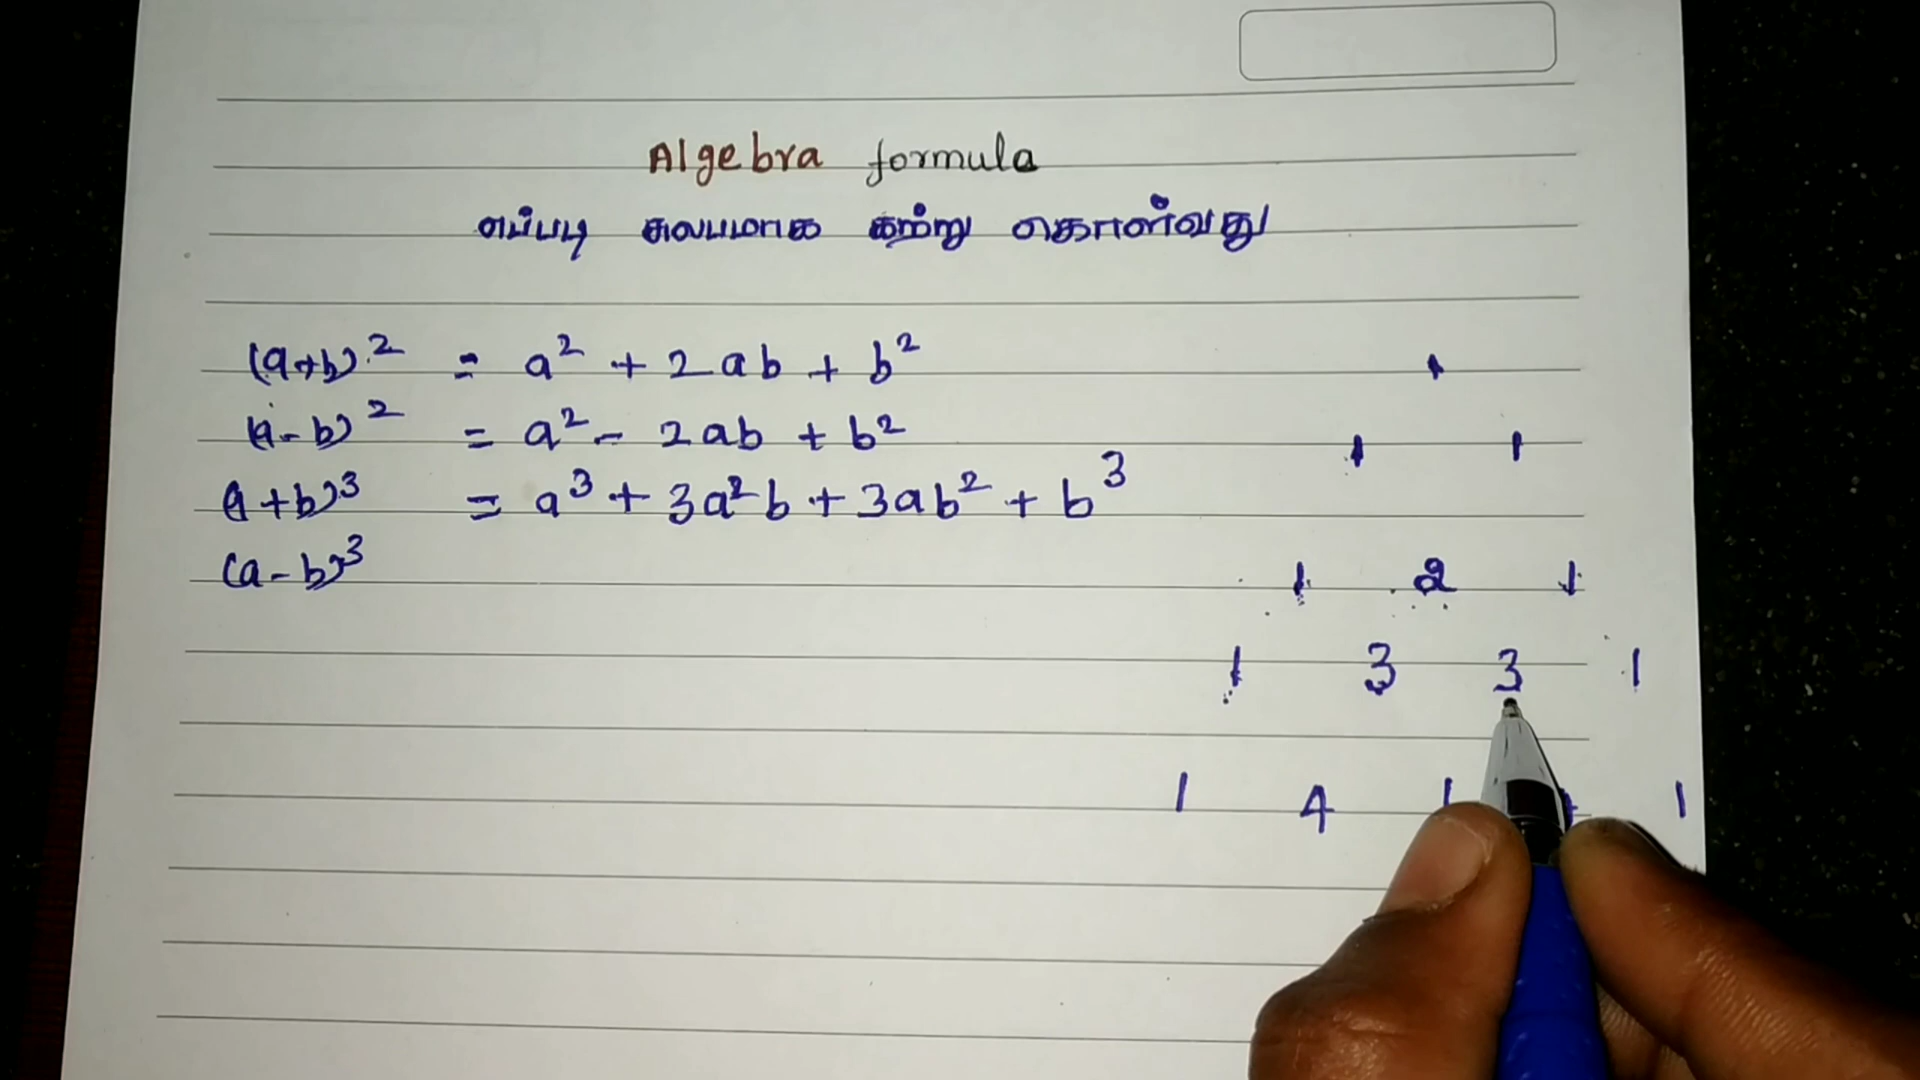 Algebra formula
எப்படி சுலபமாக கற்று கொள்வது
(a+b)² = a² + 2ab + b²
(a-b)² = a² - 2ab + b²
(a+b)³ = a³ + 3a²b + 3ab² + b³
(a-b)³
1
1 1
1 2 1
1 3 3 1
1 4 1